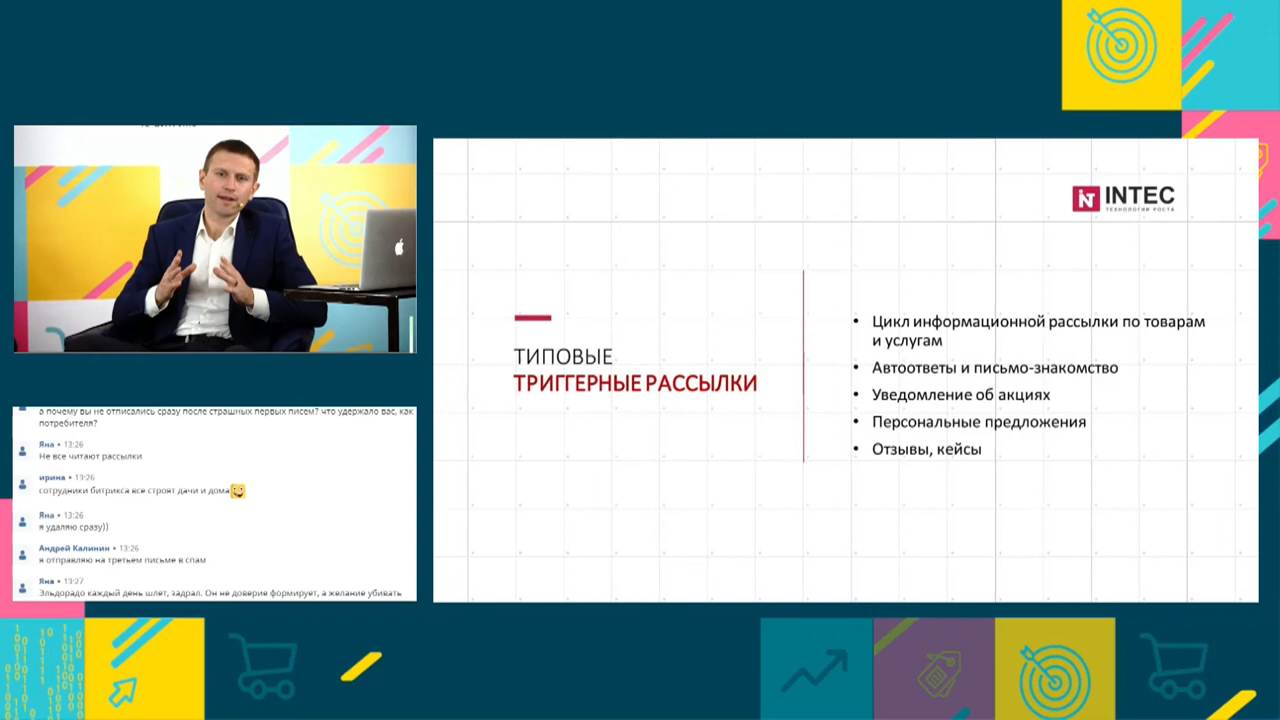 INTEC
ТЕХНОЛОГИИ РОСТА
ТИПОВЫЕ
ТРИГГЕРНЫЕ РАССЫЛКИ
• Цикл информационной рассылки по товарам
и услугам
• Автоответы и письмо-знакомство
• Уведомление об акциях
• Персональные предложения
• Отзывы, кейсы
а почему вы не отписались сразу после страшных первых писем? что удержало вас, как
потребителя?
Яна • 13:26
Не все читают рассылки
ирина • 13:26
сотрудники битрикса все строят дачи и дома
Яна • 13:26
я удаляю сразу))
Андрей Калинин • 13:26
я отправляю на третьем письме в спам
Яна • 13:27
Эльдорадо каждый день шлет, задрал. Он не доверие формирует, а желание убивать